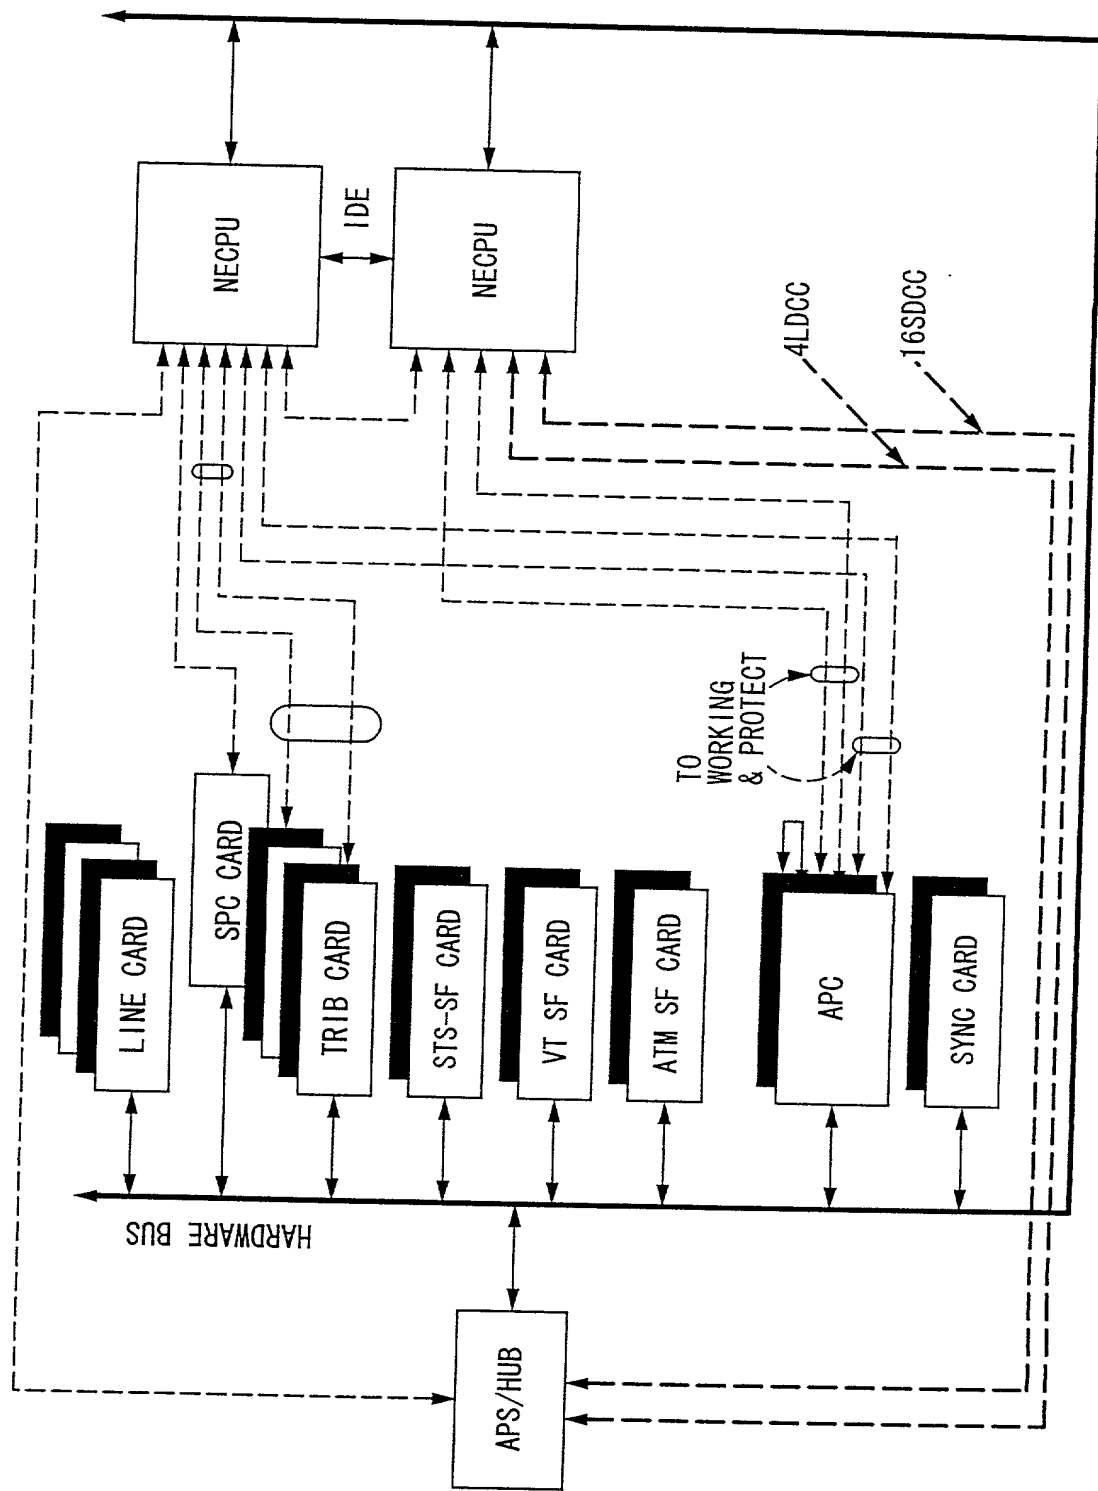 NECPU
IDE
NECPU
4LDCC
16SDCC
TO
WORKING
& PROTECT
LINE CARD
SPC CARD
TRIB CARD
STS-SF CARD
VT SF CARD
ATM SF CARD
APC
SYNC CARD
HARDWARE BUS
APS/HUB